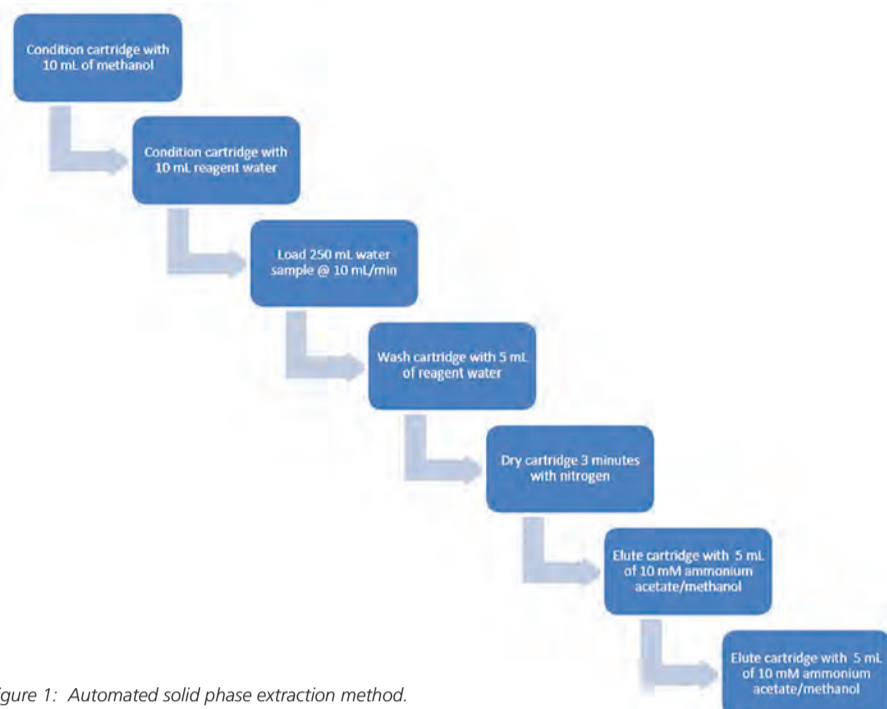 Condition cartridge with
10 mL of methanol
Condition cartridge with
10 mL reagent water
Load 250 mL water
sample @ 10 mL/min
Wash cartridge with 5 mL
of reagent water
Dry cartridge 3 minutes
with nitrogen
Elute cartridge with 5 mL
of 10 mM ammonium
acetate/methanol
Elute cartridge with 5 mL
of 10 mM ammonium
acetate/methanol
igure 1: Automated solid phase extraction method.